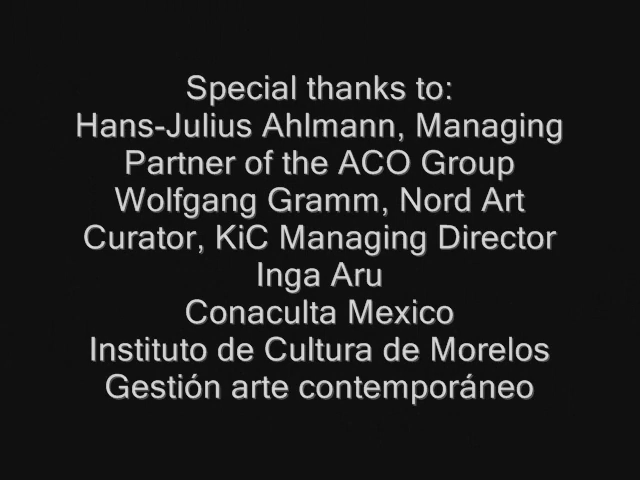 Special thanks to:
Hans-Julius Ahlmann, Managing
Partner of the ACO Group
Wolfgang Gramm, Nord Art
Curator, KiC Managing Director
Inga Aru
Conaculta Mexico
Instituto de Cultura de Morelos
Gestión arte contemporáneo